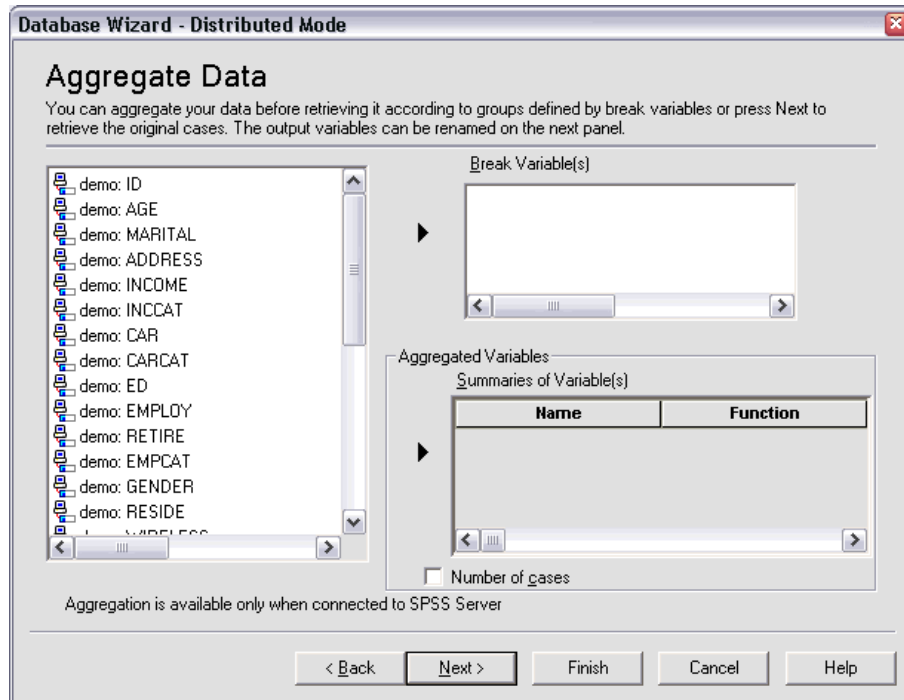 Database Wizard - Distributed Mode
Aggregate Data
You can aggregate your data before retrieving it according to groups defined by break variables or press Next to
retrieve the original cases. The output variables can be renamed on the next panel.
demo: ID
demo: AGE
demo: MARITAL
demo: ADDRESS
demo: INCOME
demo: INCCAT
demo: CAR
demo: CARCAT
demo: ED
demo: EMPLOY
demo: RETIRE
demo: EMPCAT
demo: GENDER
demo: RESIDE
Break Variable(s)
Aggregated Variables
Summaries of Variable(s)
Name Function
Number of cases
Aggregation is available only when connected to SPSS Server
< Back Next > Finish Cancel Help